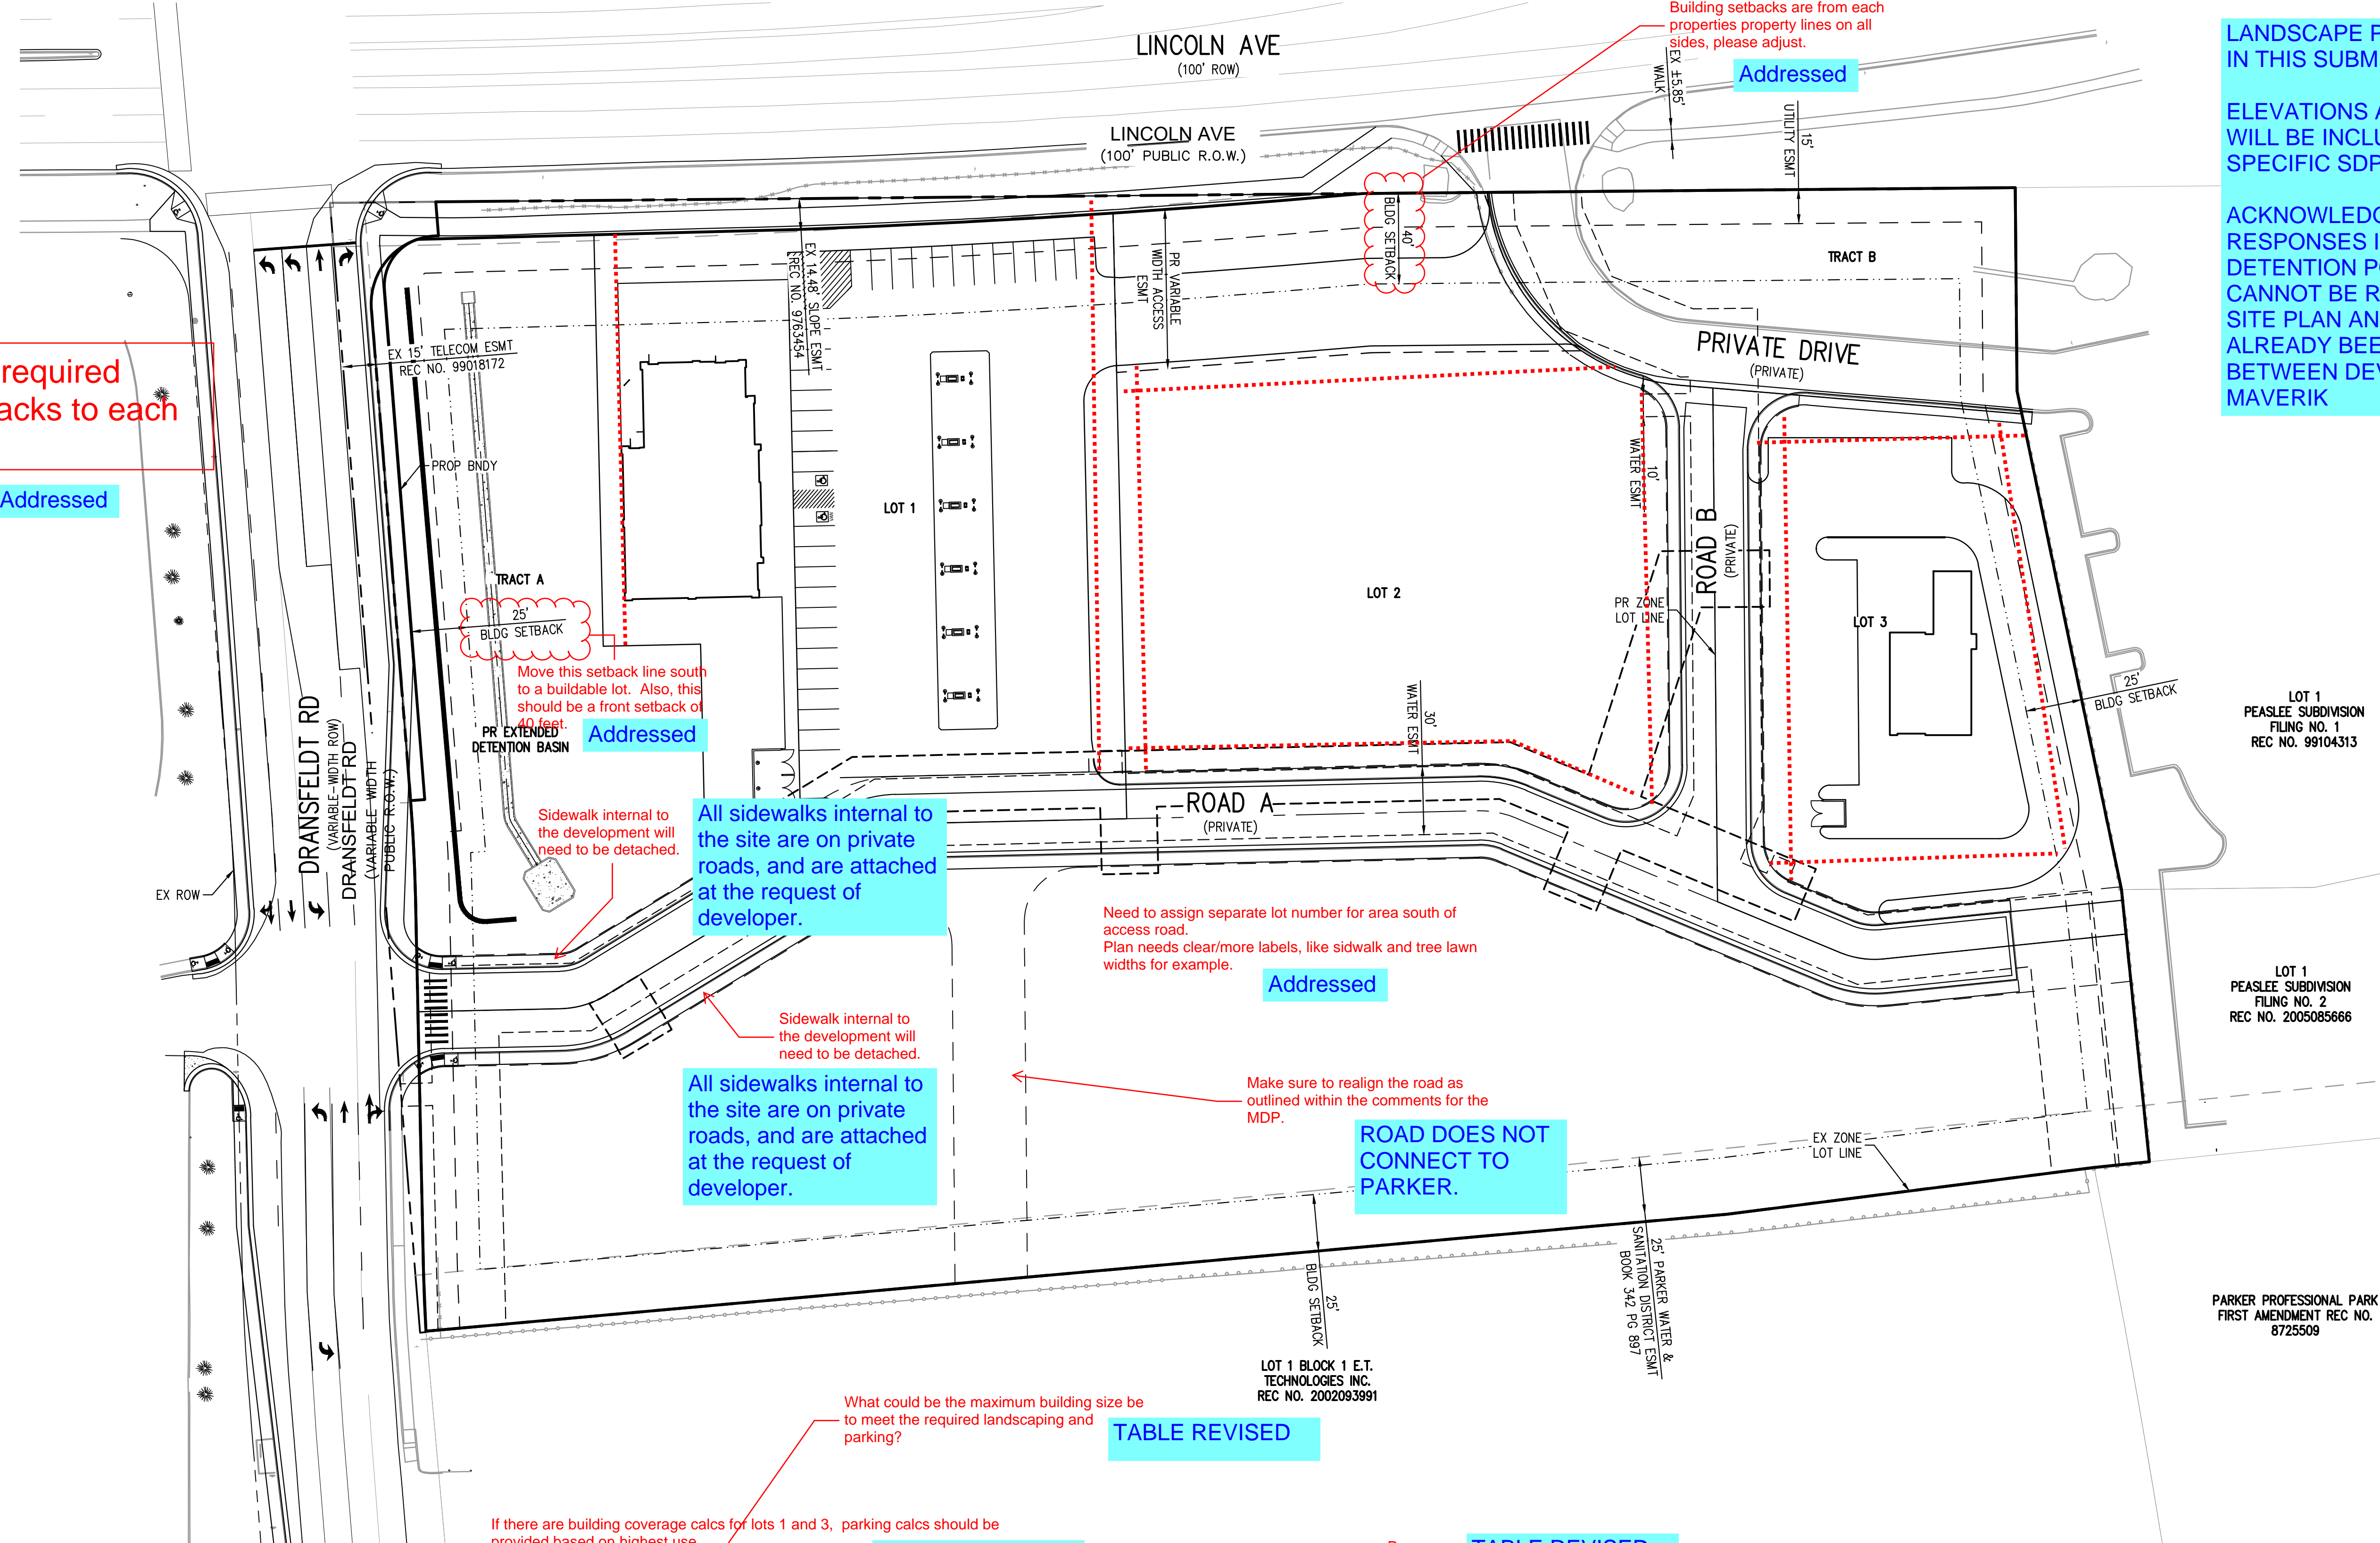 Building setbacks are from each
properties property lines on all
sides, please adjust.
Addressed
LINCOLN AVE
(100' ROW)
LINCOLN AVE
(100' PUBLIC R.O.W.)
EX ±5.85'
WALK
15'
UTILITY ESMT
LANDSCAPE
IN THIS
ELEVATIONS
WILL BE
SPECIFIC SDP
RESPONSES
DETENTION
CANNOT BE
SITE PLAN
ALREADY
BETWEEN
MAVERIK
40'
BLDG SETBACK
TRACT B
PR VARIABLE
WIDTH ACCESS
ESMT
EX 14.48' SLOPE ESMT
REC NO. 9763454
EX 15' TELECOM ESMT
REC NO. 99018172
PRIVATE DRIVE
(PRIVATE)
required
to each
Addressed
PROP BNDY
10'
WATER ESMT
LOT 1
ROAD B
(PRIVATE)
TRACT A
LOT 2
PR ZONE
LOT LINE
LOT 3
25'
BLDG SETBACK
Move this setback line south
to a buildable lot. Also, this
should be a front setback of
40 feet.
Addressed
PR EXTENDED
DETENTION BASIN
30'
WATER ESMT
25'
BLDG SETBACK
LOT 1
PEASLEE SUBDIVISION
FILING NO. 1
REC NO. 99104313
DRANSFELDT RD
(VARIABLE-WIDTH ROW)
DRANSFELDT RD
(VARIABLE WIDTH
PUBLIC R.O.W.)
Sidewalk internal to
the development will
need to be detached.
All sidewalks internal to
the site are on private
roads, and are attached
at the request of
developer.
ROAD A
(PRIVATE)
EX ROW
Need to assign separate lot number for area south of
access road.
Plan needs clear/more labels, like sidwalk and tree lawn
widths for example.
Addressed
LOT 1
PEASLEE SUBDIVISION
FILING NO. 2
REC NO. 2005085666
Sidewalk internal to
the development will
need to be detached.
All sidewalks internal to
the site are on private
roads, and are attached
at the request of
developer.
Make sure to realign the road as
outlined within the comments for the
MDP.
ROAD DOES NOT
CONNECT TO
PARKER.
EX ZONE
LOT LINE
25'
BLDG SETBACK
25' PARKER WATER &
SANITATION DISTRICT ESMT
BOOK 342 PG 897
PARKER PROFESSIONAL PARK
FIRST AMENDMENT REC NO.
8725509
LOT 1 BLOCK 1 E.T.
TECHNOLOGIES INC.
REC NO. 2002093991
What could be the maximum building size be
to meet the required landscaping and
parking?
TABLE REVISED
If there are building coverage calcs for lots 1 and 3, parking calcs should be
provided based on highest use
TABLE REVISED